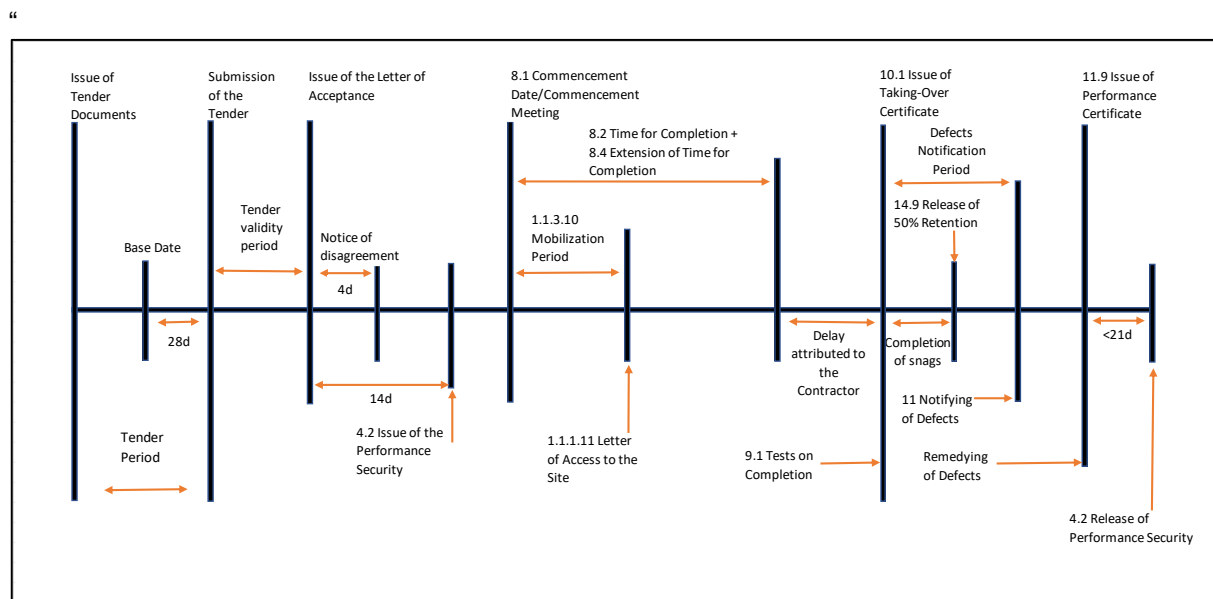 “
Issue of
Tender
Documents
Submission
of the
Tender
Issue of the Letter of
Acceptance
8.1 Commencement
Date/Commencement
Meeting
10.1 Issue of
Taking-Over
Certificate
11.9 Issue of
Performance
Certificate
8.2 Time for Completion +
8.4 Extension of Time for
Completion
Defects
Notification
Period
Tender
validity
period
Notice of
disagreement
4d
1.1.3.10
Mobilization
Period
14.9 Release of
50% Retention
Base Date
28d
14d
Delay
attributed to
the
Contractor
Completion
of snags
<21d
Tender
Period
4.2 Issue of the
Performance
Security
1.1.1.11 Letter
of Access to the
Site
9.1 Tests on
Completion
11 Notifying
of Defects
Remedying
of Defects
4.2 Release of
Performance Security